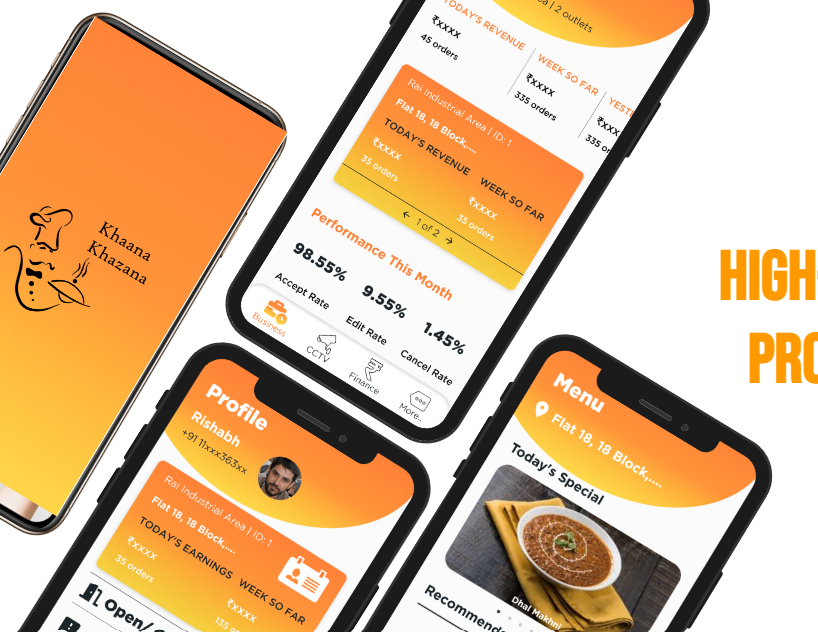 Khaana
Khazana
ea | 2 outlets
TODAY'S REVENUE
₹xxxx
45 orders
WEEK SO FAR
₹xxxx
335 orders
YESTE
₹xxx
335 or
Rai Industrial Area | ID: 1
Flat 18, 18 Block,....
TODAY'S REVENUE
₹xxxx
35 orders
WEEK SO FAR
₹xxxx
35 orders
← 1 of 2 →
Performance This Month
98.55%
Accept Rate
9.55%
Edit Rate
1.45%
Cancel Rate
Business
CCTV
Finance
More..
Profile
Rishabh
+91 11xxx363xx
Rai Industrial Area | ID: 1
Flat 18, 18 Block,....
TODAY'S EARNINGS
₹xxxx
35 orders
WEEK SO FAR
₹xxxx
Open/
Menu
Flat 18, 18 Block,....
Today's Special
Dhal Makhni
Recommend
HIGH
PRO